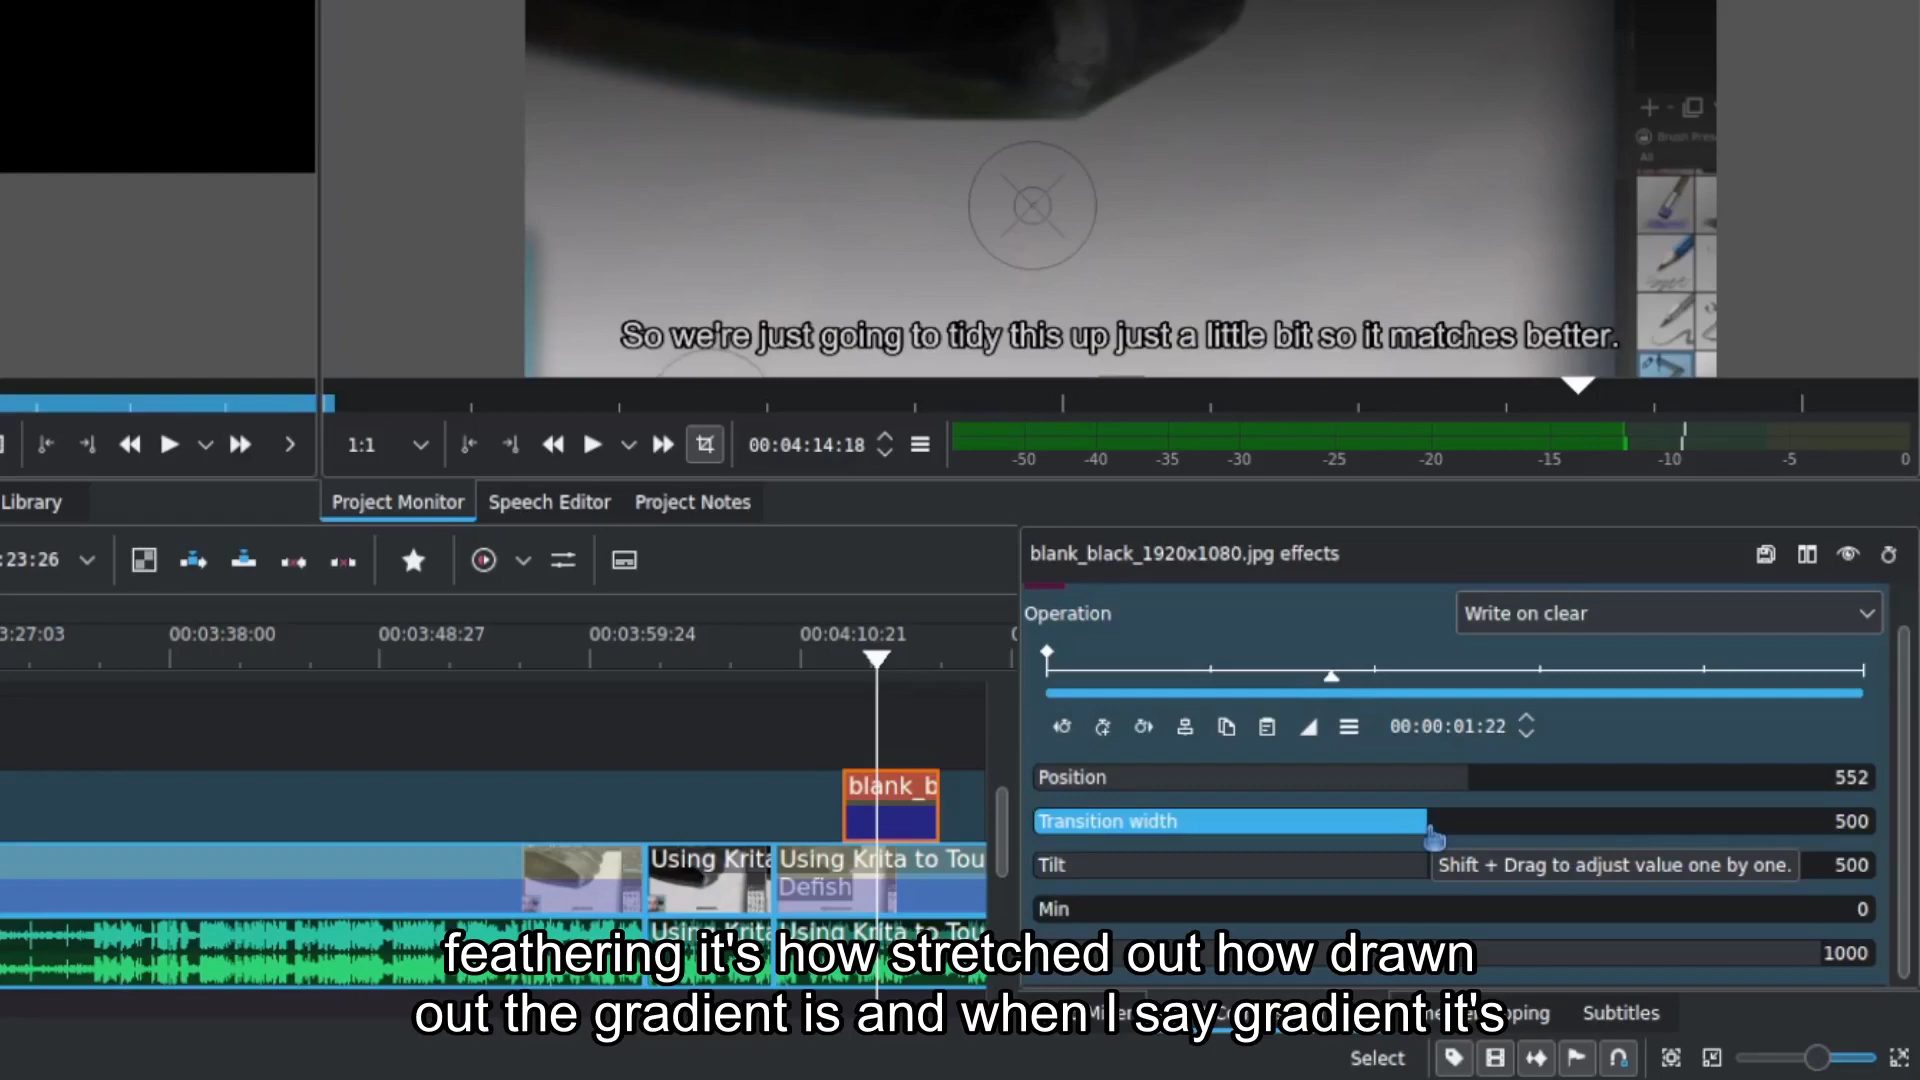 Brush Pres
All
So we're just going to tidy this up just a little bit so it matches better.
1:1
00:04:14:18
-50 -40 -35 -30 -25 -20 -15 -10 -5 0
Library
Project Monitor
Speech Editor
Project Notes
:23:26
blank_black_1920x1080.jpg effects
Operation
Write on clear
3:27:03
00:03:38:00
00:03:48:27
00:03:59:24
00:04:10:21
00:00:01:22
Position 552
Transition width 500
Tilt 500
Shift + Drag to adjust value one by one.
Min 0
1000
blank_b
Using Krita
Using Krita to Tou
Defish
Using Krita
Using Krita to Tou
feathering it's how stretched out how drawn
out the gradient is and when I say gradient it's
Subtitles
Select